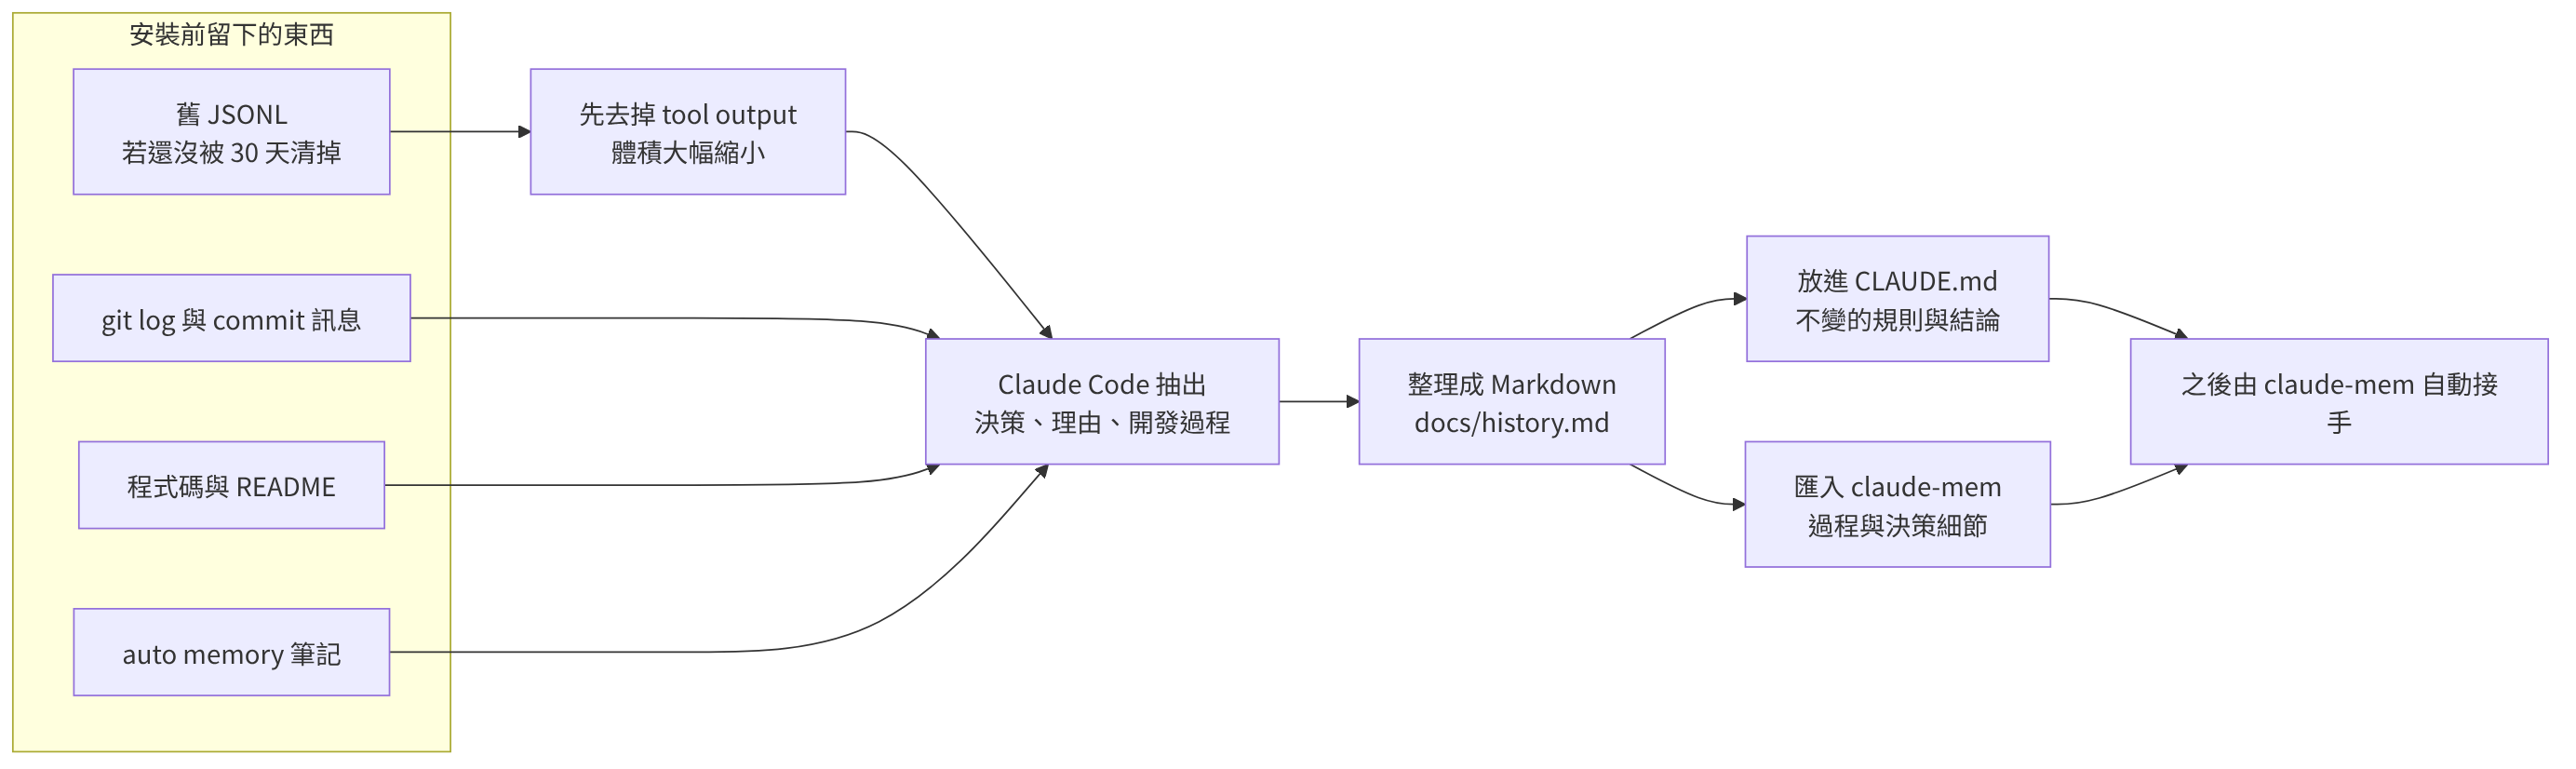 安裝前留下的東西
舊 JSONL
若還沒被 30 天清掉
先去掉 tool output
體積大幅縮小
git log 與 commit 訊息
程式碼與 README
auto memory 筆記
Claude Code 抽出
決策、理由、開發過程
整理成 Markdown
docs/history.md
放進 CLAUDE.md
不變的規則與結論
匯入 claude-mem
過程與決策細節
之後由 claude-mem 自動接
手